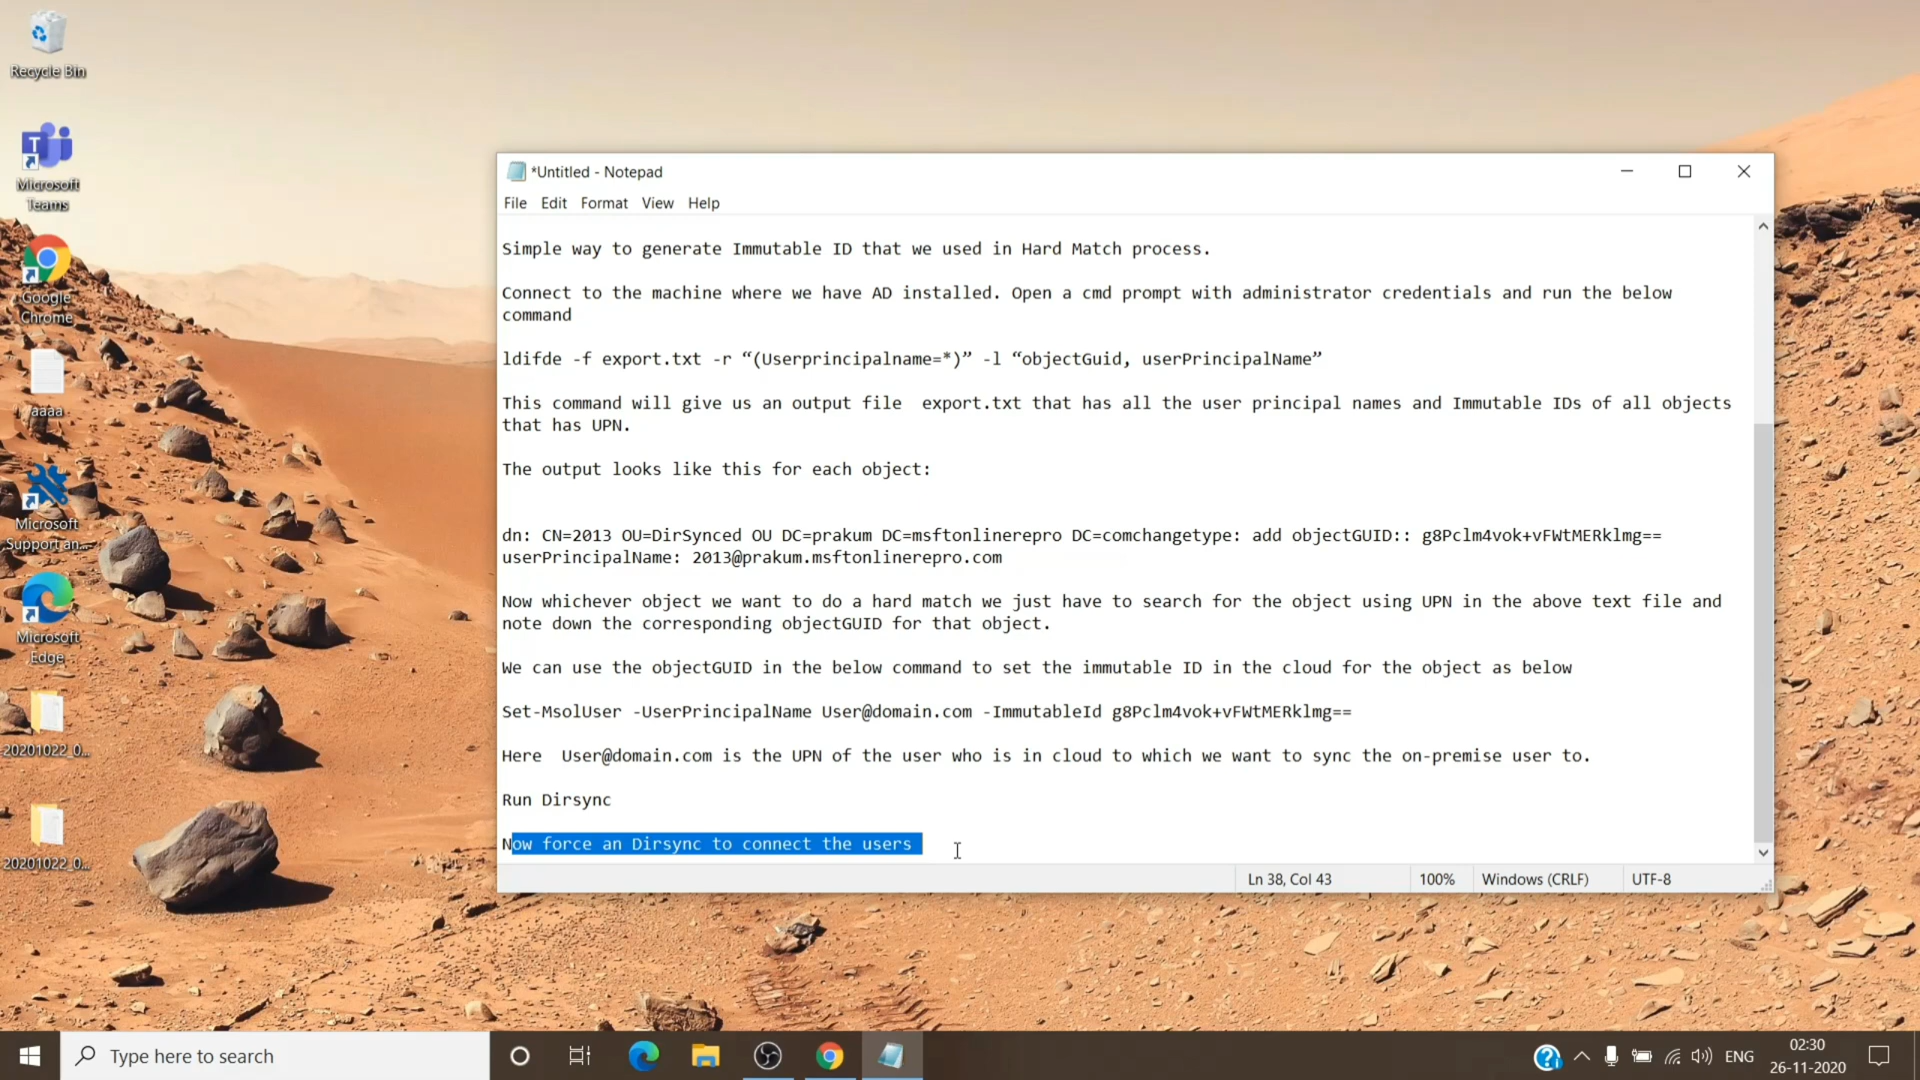 Recycle Bin
Microsoft
Teams
Google
Chrome
aaaa
Microsoft
Support an...
Microsoft
Edge
20201022_0...
20201022_0...
*Untitled - Notepad
File Edit Format View Help
Simple way to generate Immutable ID that we used in Hard Match process.
Connect to the machine where we have AD installed. Open a cmd prompt with administrator credentials and run the below
command
ldifde -f export.txt -r “(Userprincipalname=*)” -l “objectGuid, userPrincipalName”
This command will give us an output file  export.txt that has all the user principal names and Immutable IDs of all objects
that has UPN.
The output looks like this for each object:
dn: CN=2013 OU=DirSynced OU DC=prakum DC=msftonlinerepro DC=comchangetype: add objectGUID:: g8Pclm4vok+vFWtMERklmg==
userPrincipalName: 2013@prakum.msftonlinerepro.com
Now whichever object we want to do a hard match we just have to search for the object using UPN in the above text file and
note down the corresponding objectGUID for that object.
We can use the objectGUID in the below command to set the immutable ID in the cloud for the object as below
Set-MsolUser -UserPrincipalName User@domain.com -ImmutableId g8Pclm4vok+vFWtMERklmg==
Here  User@domain.com is the UPN of the user who is in cloud to which we want to sync the on-premise user to.
Run Dirsync
Now force an Dirsync to connect the users
Ln 38, Col 43 100% Windows (CRLF) UTF-8
Type here to search
ENG
02:30
26-11-2020